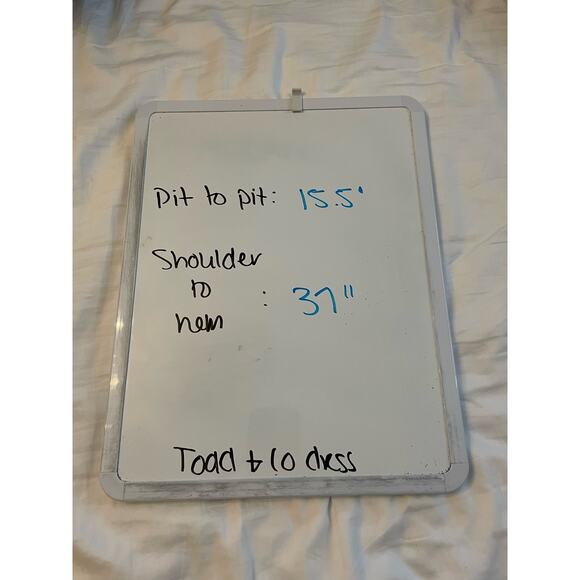 Pit to pit: 15.5'
Shoulder
to : 37"
hem
Toad + Co dress